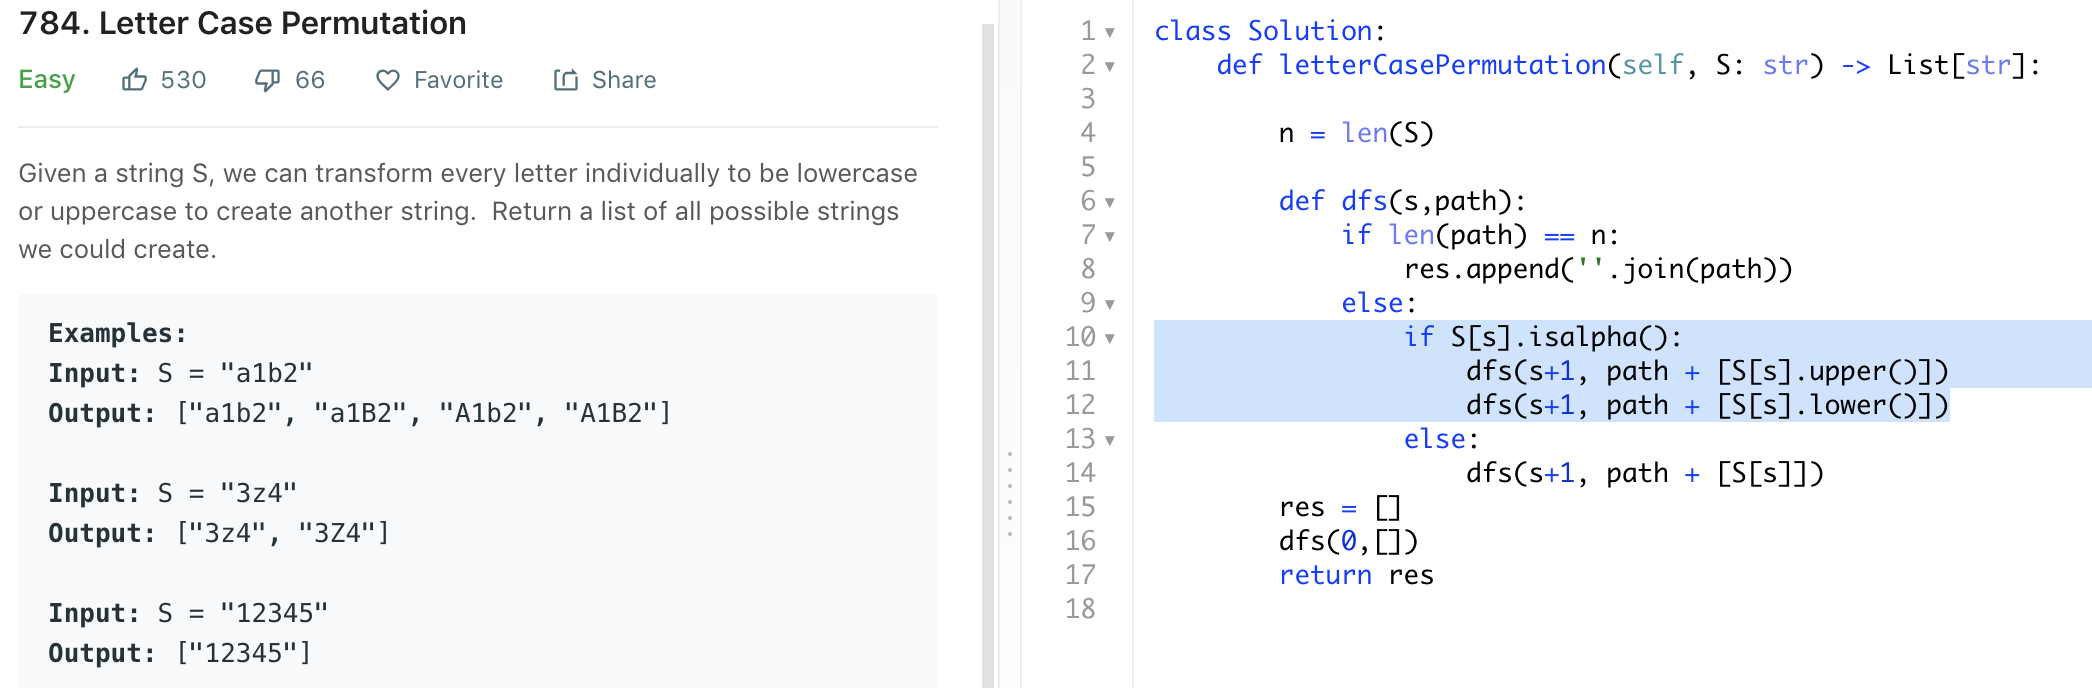 784. Letter Case Permutation
Easy 530 66 Favorite Share
Given a string S, we can transform every letter individually to be lowercase
or uppercase to create another string.  Return a list of all possible strings
we could create.
Examples:
Input: S = "a1b2"
Output: ["a1b2", "a1B2", "A1b2", "A1B2"]
Input: S = "3z4"
Output: ["3z4", "3Z4"]
Input: S = "12345"
Output: ["12345"]
1 class Solution:
2     def letterCasePermutation(self, S: str) -> List[str]:
3
4         n = len(S)
5
6         def dfs(s,path):
7             if len(path) == n:
8                 res.append(''.join(path))
9             else:
10                 if S[s].isalpha():
11                     dfs(s+1, path + [S[s].upper()])
12                     dfs(s+1, path + [S[s].lower()])
13                 else:
14                     dfs(s+1, path + [S[s]])
15         res = []
16         dfs(0,[])
17         return res
18